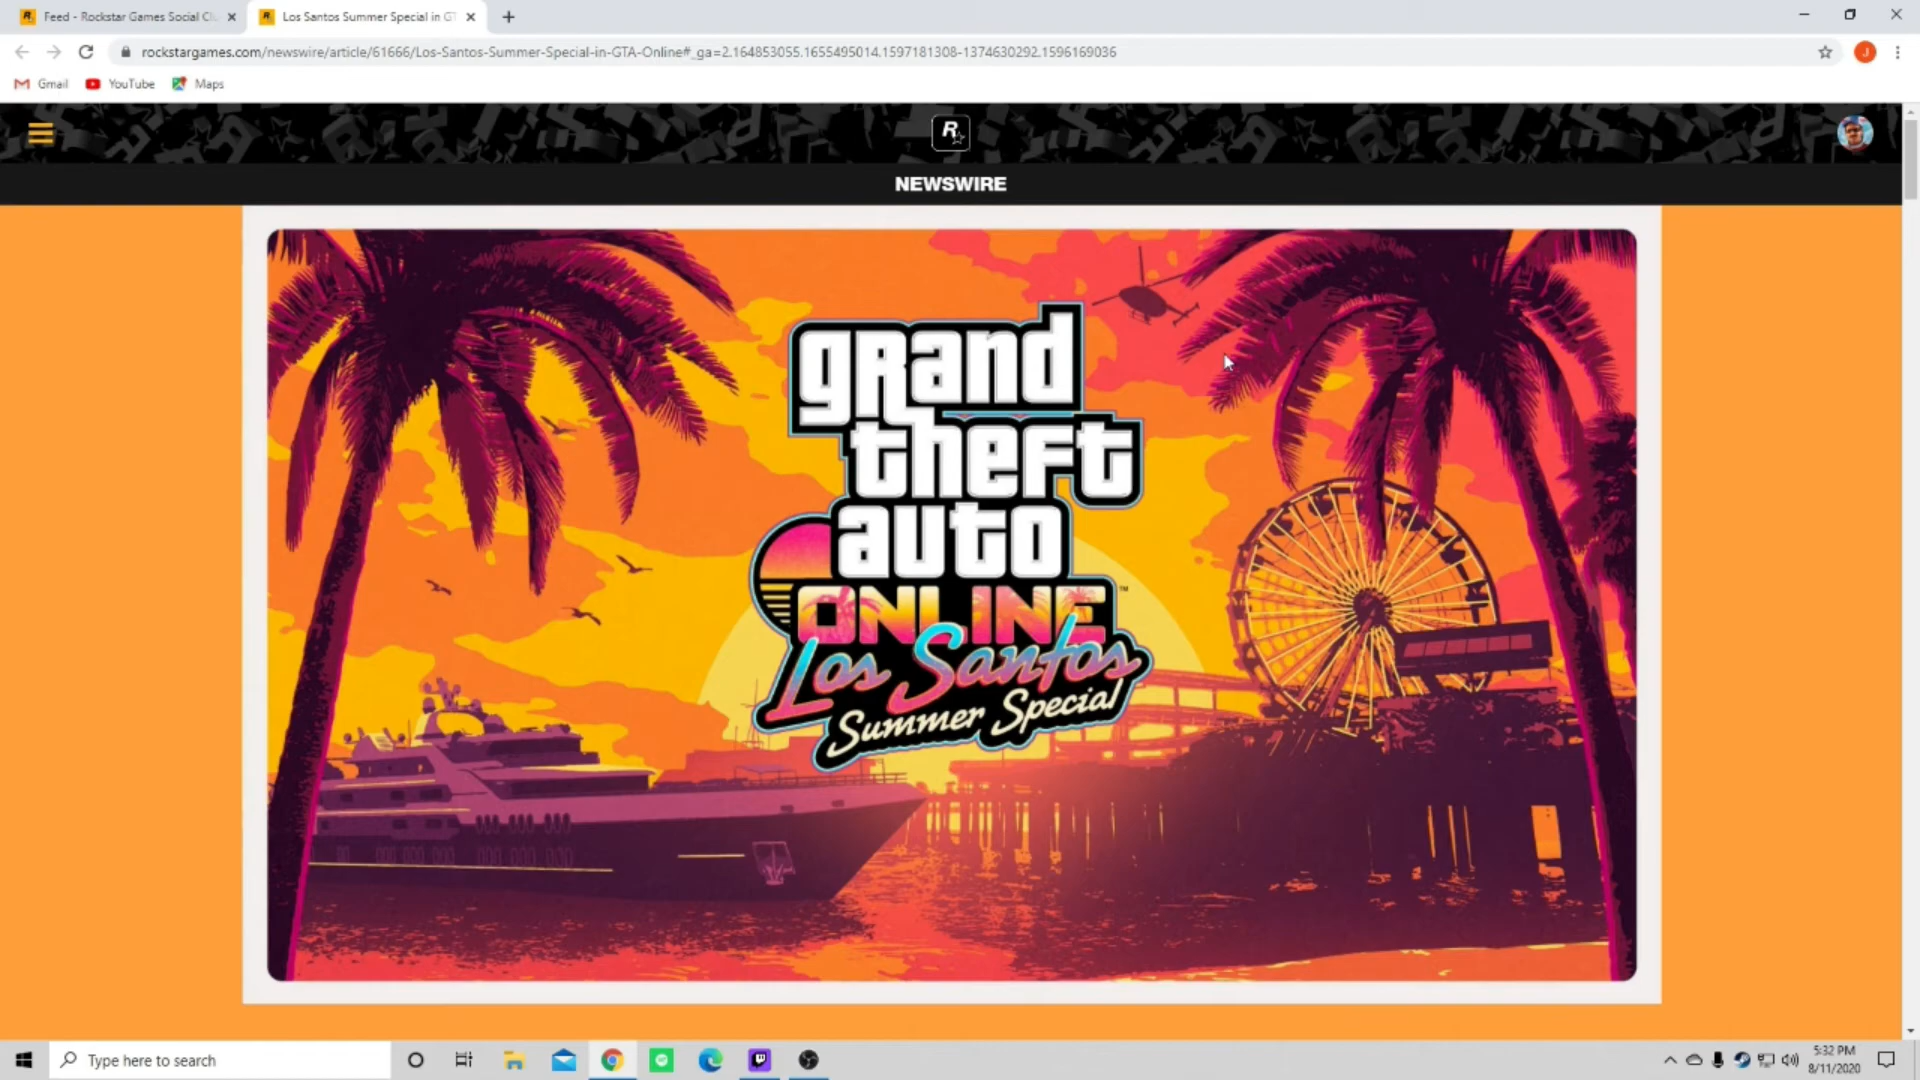 Feed - Rockstar Games Social Cl
Los Santos Summer Special in GT
rockstargames.com/newswire/article/61666/Los-Santos-Summer-Special-in-GTA-Online#_ga=2.164853055.1655495014.1597181308-1374630292.1596169036
J
Gmail
YouTube
Maps
R
NEWSWIRE
grand
theft
auto
ONLINE™
Los Santos
Summer Special
Type here to search
5:32 PM
8/11/2020